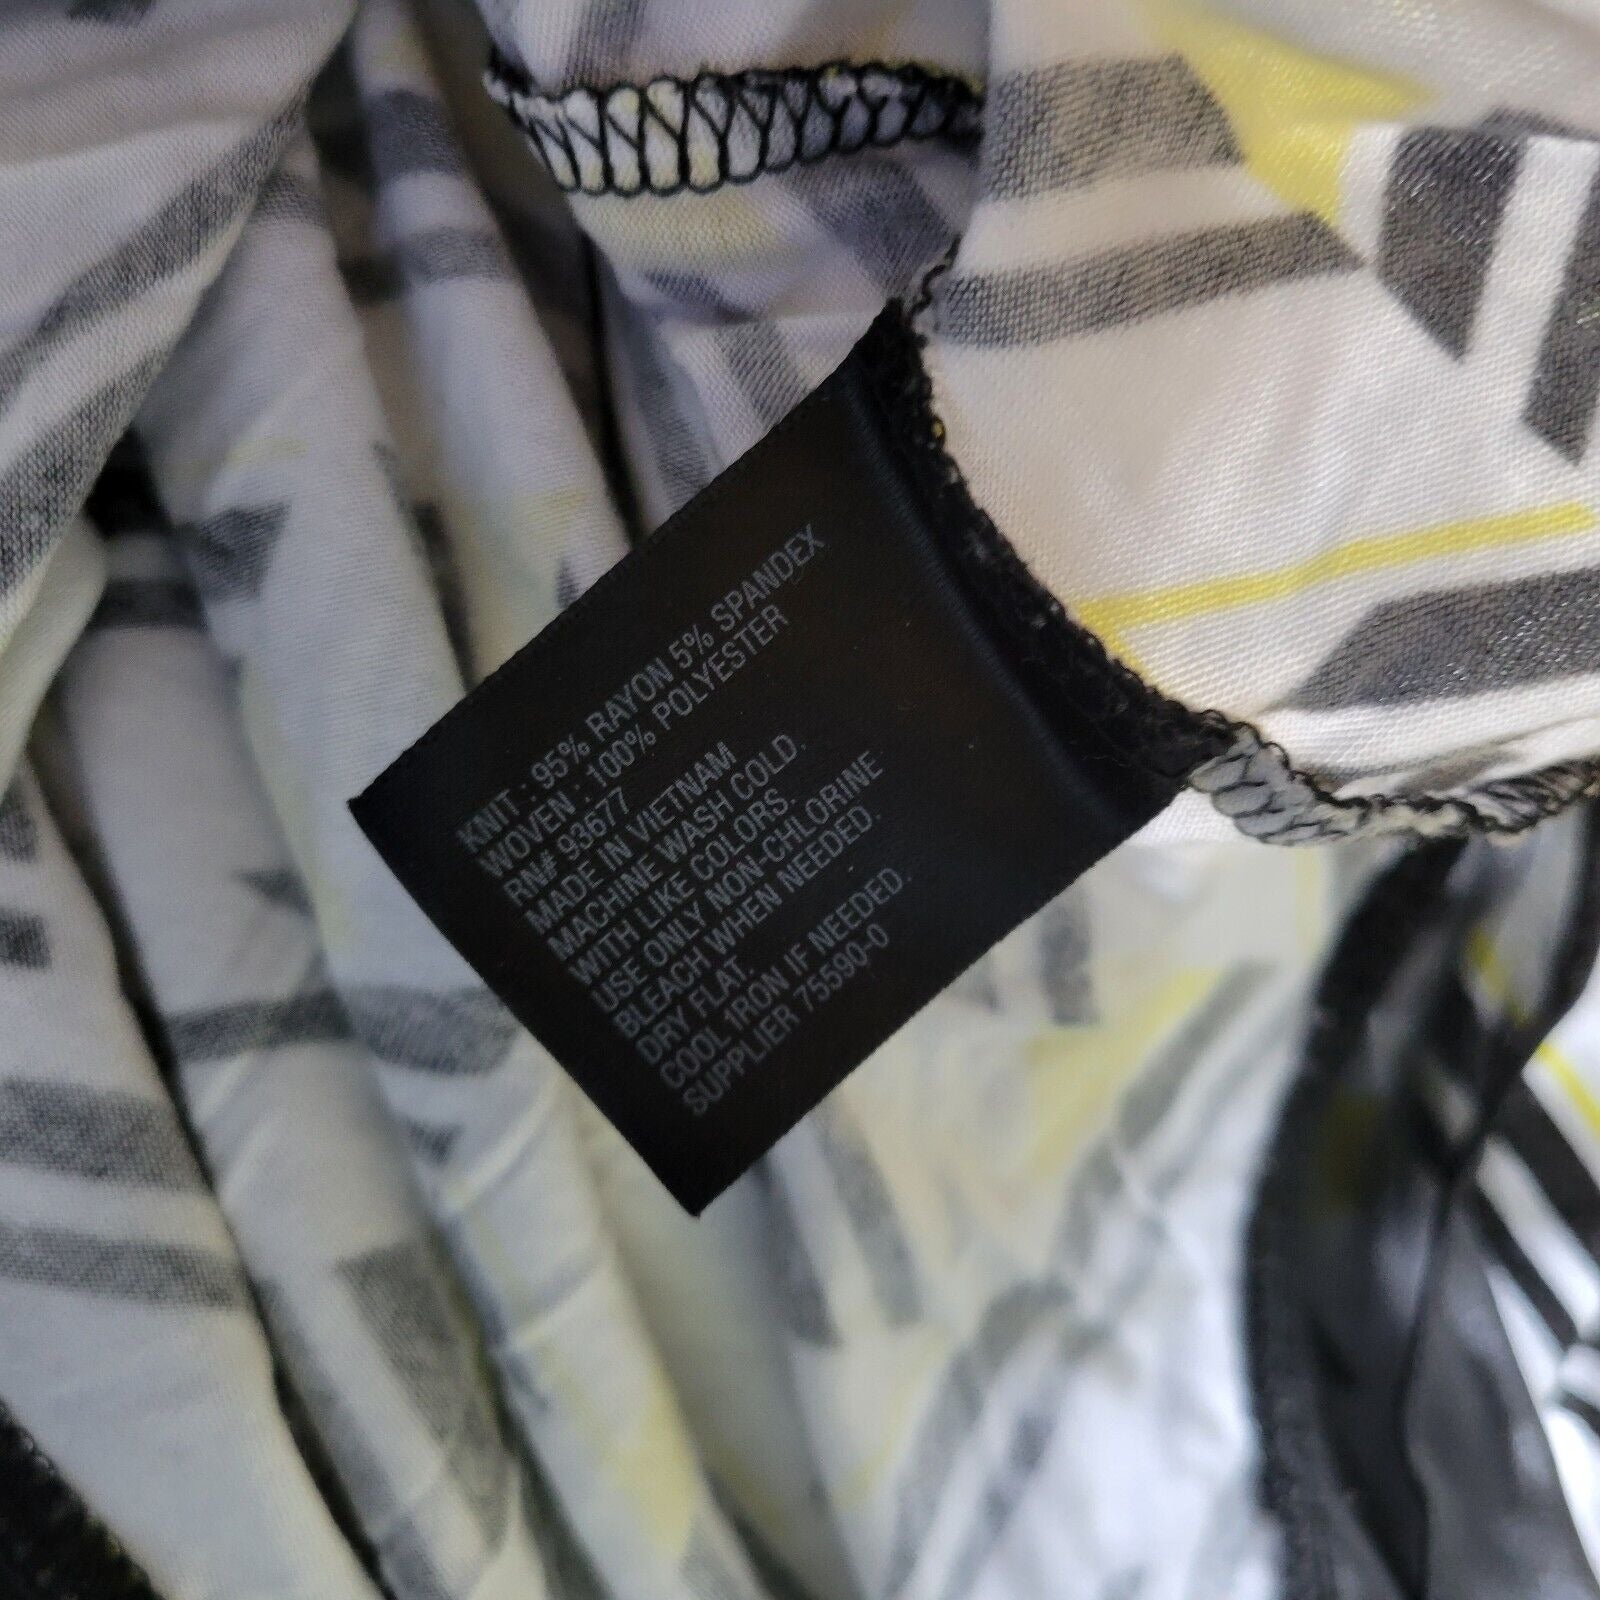 KNIT : 95% RAYON 5% SPANDEX
WOVEN : 100% POLYESTER
RN# 93677
MADE IN VIETNAM
MACHINE WASH COLD.
WITH LIKE COLORS.
USE ONLY NON-CHLORINE
BLEACH WHEN NEEDED.
DRY FLAT.
COOL 1RON IF NEEDED.
SUPPLIER 75590-0